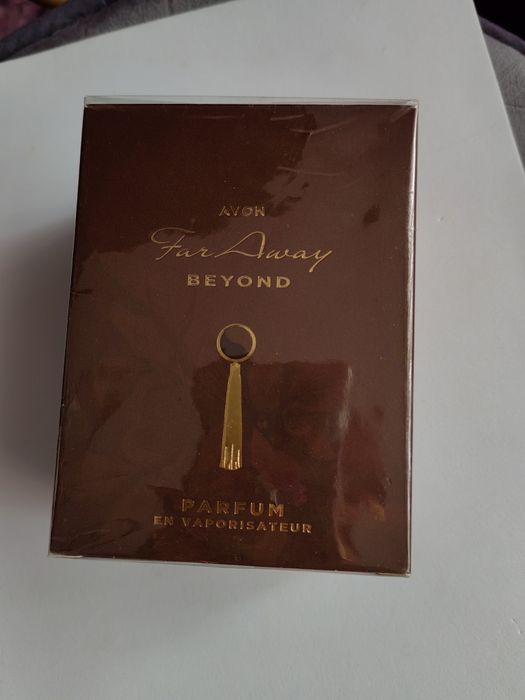 AVON
Far Away
BEYOND
PARFUM
EN VAPORISATEUR